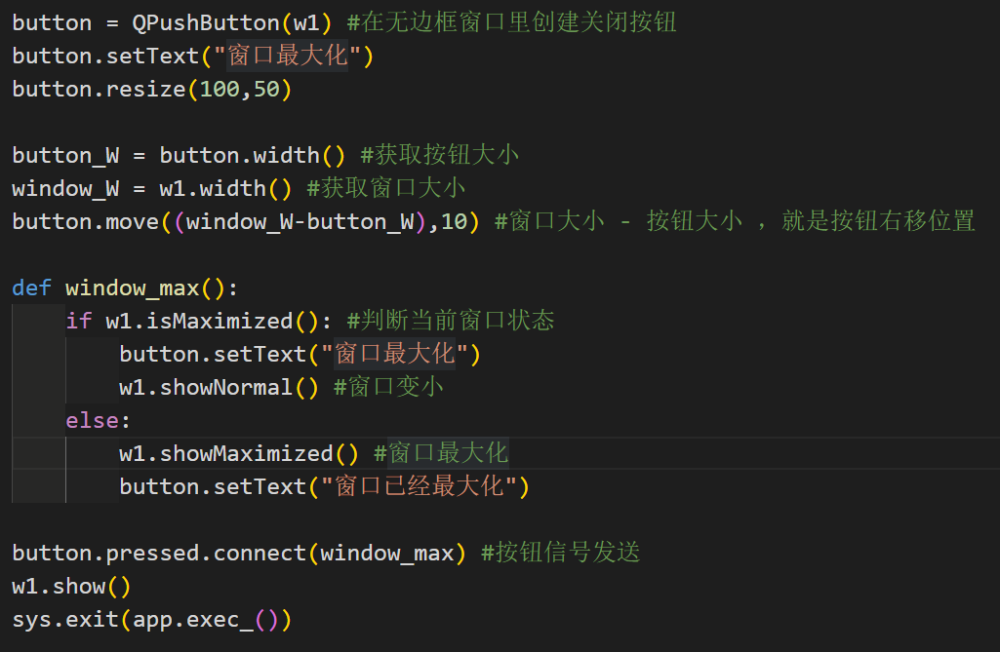 button = QPushButton(w1) #在无边框窗口里创建关闭按钮
button.setText("窗口最大化")
button.resize(100,50)
button_W = button.width() #获取按钮大小
window_W = w1.width() #获取窗口大小
button.move((window_W-button_W),10) #窗口大小 - 按钮大小 ，就是按钮右移位置
def window_max():
    if w1.isMaximized(): #判断当前窗口状态
        button.setText("窗口最大化")
        w1.showNormal() #窗口变小
    else:
        w1.showMaximized() #窗口最大化
        button.setText("窗口已经最大化")
button.pressed.connect(window_max) #按钮信号发送
w1.show()
sys.exit(app.exec_())